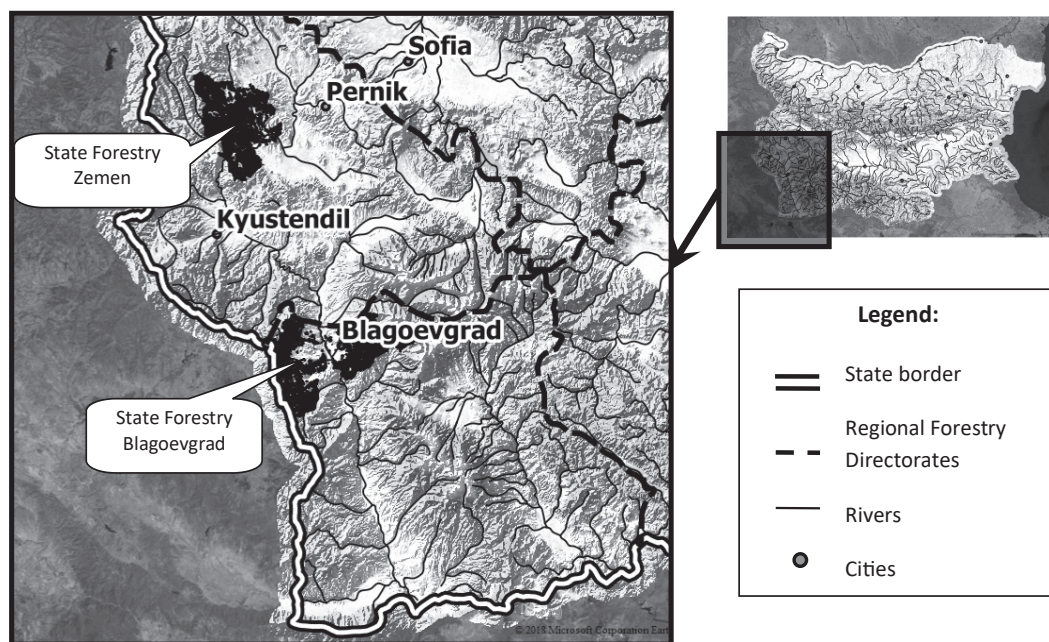 Sofia
Pernik
State Forestry
Zemen
Kyustendil
Blagoevgrad
State Forestry
Blagoevgrad
© 2018 Microsoft Corporation Eart
Legend:
State border
Regional Forestry
Directorates
Rivers
Cities